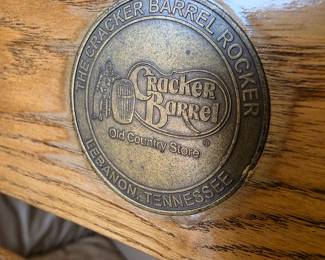 THE CRACKER BARREL ROCKER
Cracker
Barrel
®
Old Country Store
LEBANON, TENNESSEE